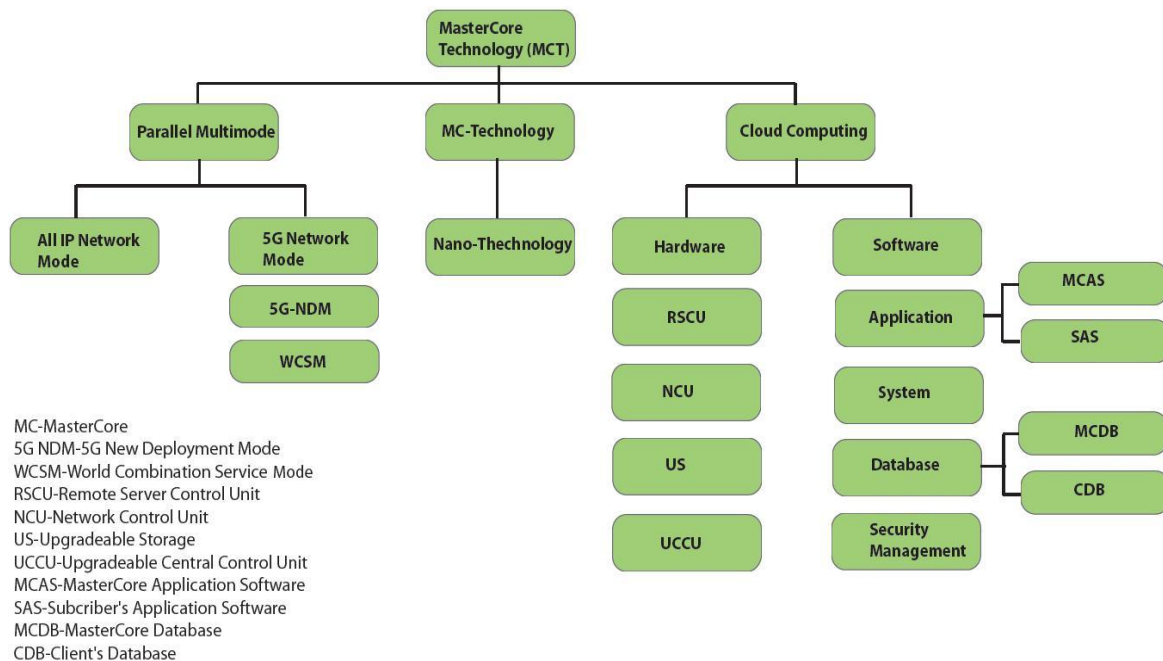 MasterCore
Technology (MCT)
Parallel Multimode
MC-Technology
Cloud Computing
All IP Network
Mode
5G Network
Mode
Nano-Thechnology
Hardware
Software
5G-NDM
WCSM
RSCU
NCU
US
UCCU
Application
MCAS
SAS
System
Database
MCDB
CDB
Security
Management
MC-MasterCore
5G NDM-5G New Deployment Mode
WCSM-World Combination Service Mode
RSCU-Remote Server Control Unit
NCU-Network Control Unit
US-Upgradeable Storage
UCCU-Upgradeable Central Control Unit
MCAS-MasterCore Application Software
SAS-Subcriber's Application Software
MCDB-MasterCore Database
CDB-Client's Database